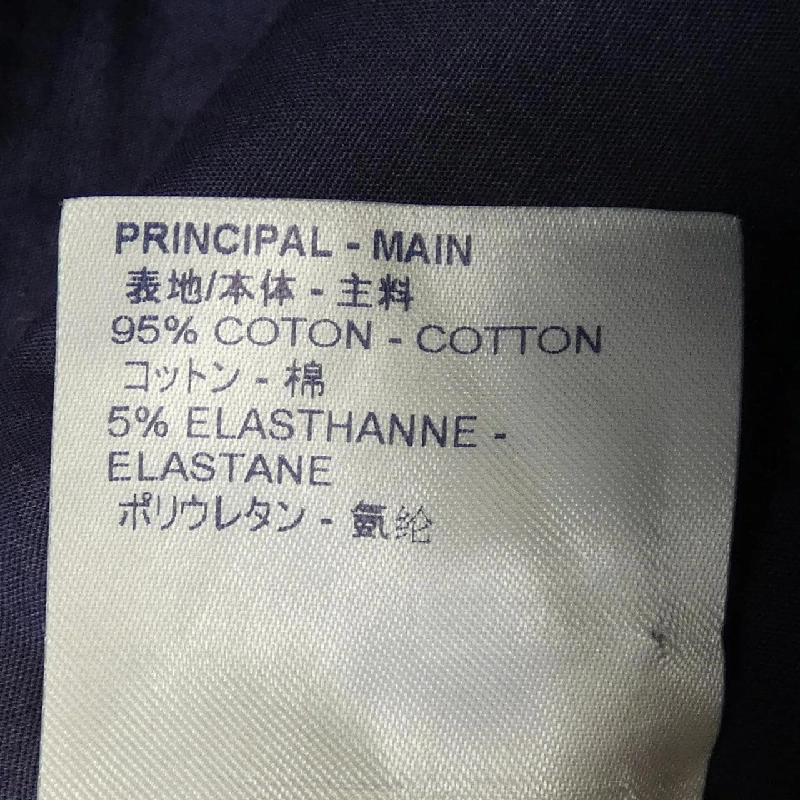 PRINCIPAL - MAIN
表地/本体 - 主料
95% COTON - COTTON
コットン - 棉
5% ELASTHANNE -
ELASTANE
ポリウレタン - 氨纶